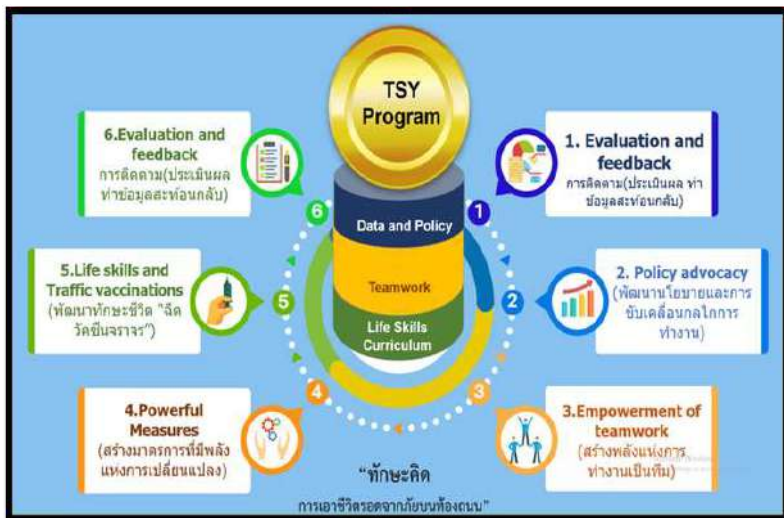 TSY
Program
Data and Policy
Teamwork
Life Skills
Curriculum
1. Evaluation and
feedback
การติดตาม(ประเมินผล ทำ
ข้อมูลสะท้อนกลับ)
2. Policy advocacy
(พัฒนานโยบายและการ
ขับเคลื่อนกลไกการ
ทำงาน)
3.Empowerment of
teamwork
(สร้างพลังแห่งการ
ทำงานเป็นทีม)
4.Powerful
Measures
(สร้างมาตรการที่มีพลัง
แห่งการเปลี่ยนแปลง)
5.Life skills and
Traffic vaccinations
(พัฒนาทักษะชีวิต "ฉีด
วัคซีนจราจร")
6.Evaluation and
feedback
การติดตาม(ประเมินผล
ทำข้อมูลสะท้อนกลับ)
1
2
3
4
5
6
"ทักษะคิด
การเอาชีวิตรอดจากภัยบนท้องถนน"